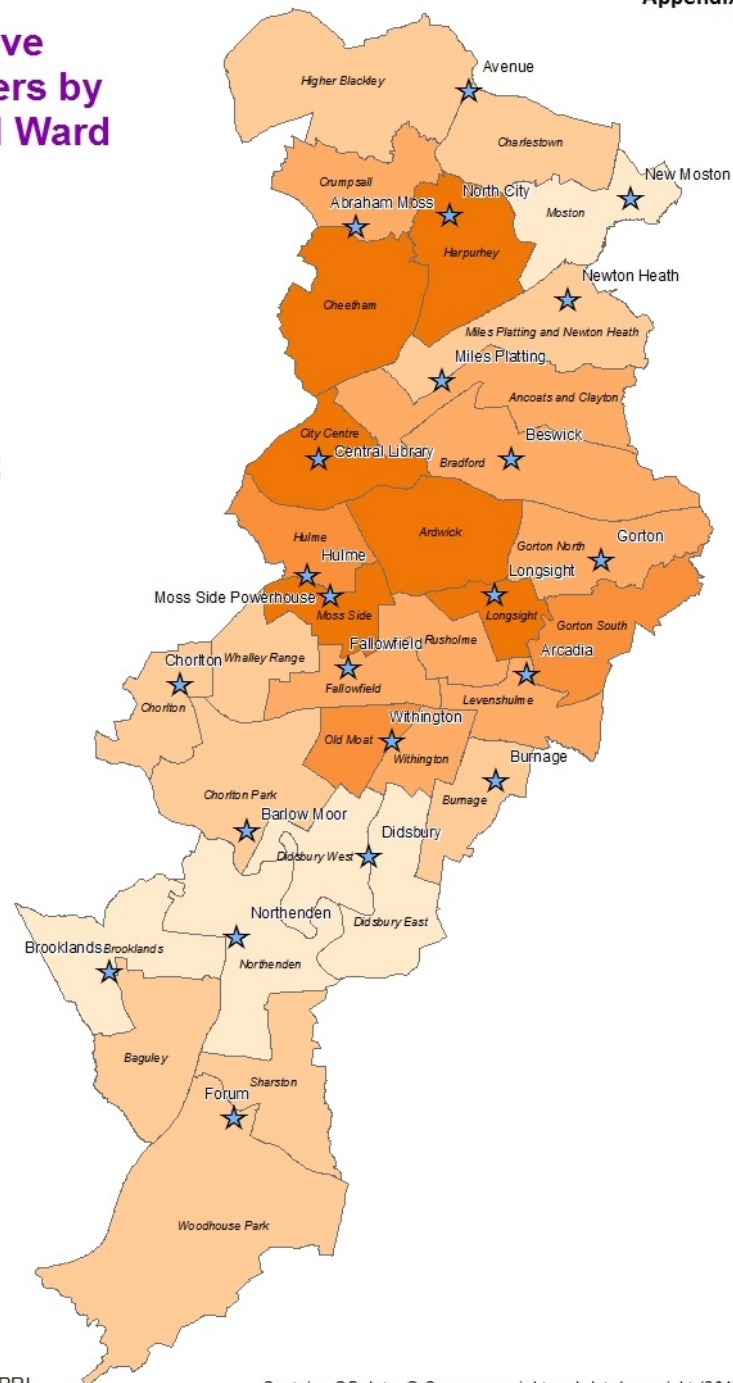 Appendix
ve
ers by
l Ward
Higher Blackley
Avenue
Charlestown
New Moston
Crumpsall
North City
Abraham Moss
Moston
Harpurhey
Newton Heath
Cheetham
Miles Platting and Newton Heath
Miles Platting
Ancoats and Clayton
City Centre
Beswick
Central Library
Bradford
Ardwick
Hulme
Gorton North
Gorton
Hulme
Longsight
Moss Side Powerhouse
Moss Side
Longsight
Gorton South
Fallowfield
Rusholme
Arcadia
Chorlton
Whalley Range
Fallowfield
Levenshulme
Chorlton
Withington
Old Moat
Withington
Burnage
Chorlton Park
Burnage
Barlow Moor
Didsbury
Didsbury West
Northenden
Didsbury East
Brooklands
Brooklands
Northenden
Baguley
Sharston
Forum
Woodhouse Park